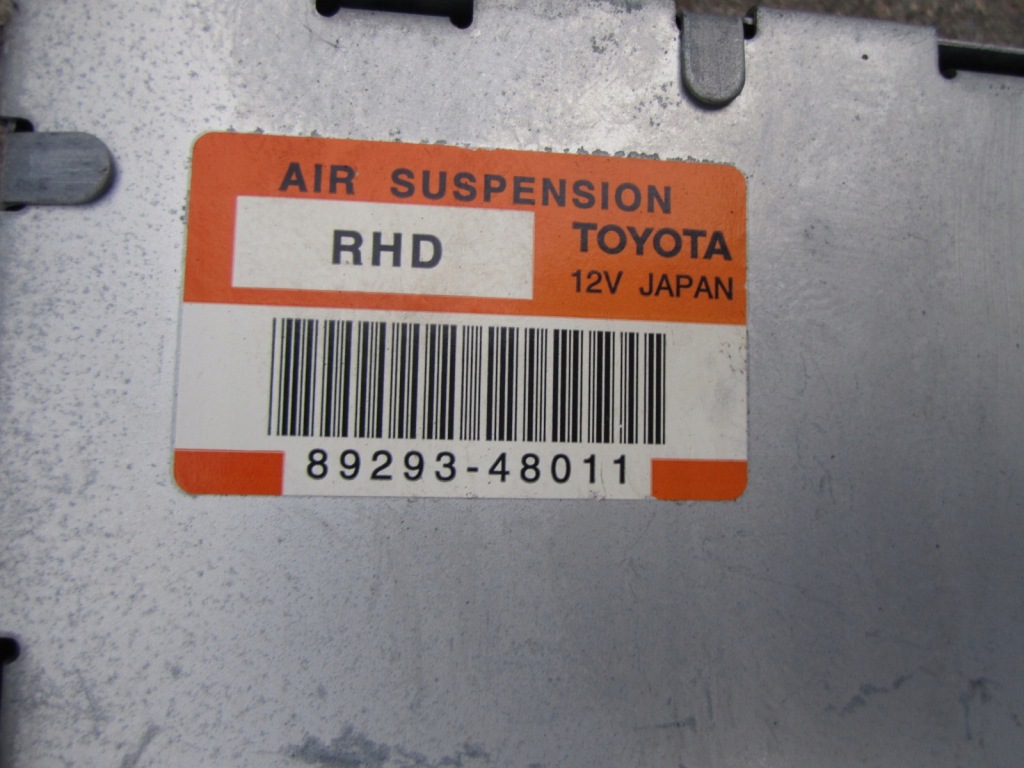 AIR SUSPENSION
RHD
TOYOTA
12V JAPAN
89293-48011